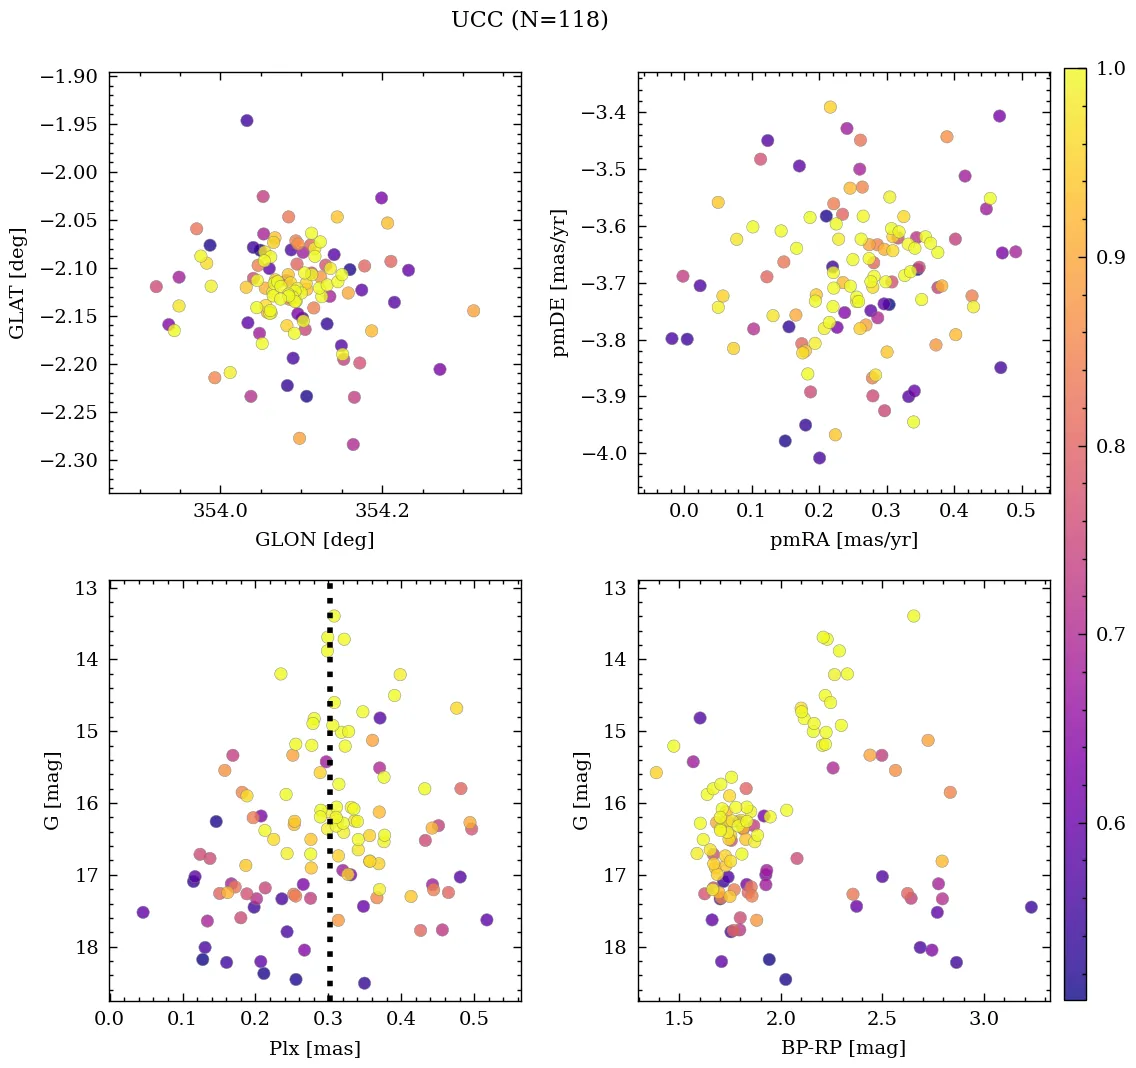 UCC (N=118)
−1.90
−1.95
−2.00
−2.05
−2.10
−2.15
−2.20
−2.25
−2.30
GLAT [deg]
354.0 354.2
GLON [deg]
−3.4
−3.5
−3.6
−3.7
−3.8
−3.9
−4.0
pmDE [mas/yr]
0.0 0.1 0.2 0.3 0.4 0.5
pmRA [mas/yr]
13
14
15
16
17
18
G [mag]
0.0 0.1 0.2 0.3 0.4 0.5
Plx [mas]
13
14
15
16
17
18
G [mag]
1.5 2.0 2.5 3.0
BP-RP [mag]
1.0
0.9
0.8
0.7
0.6